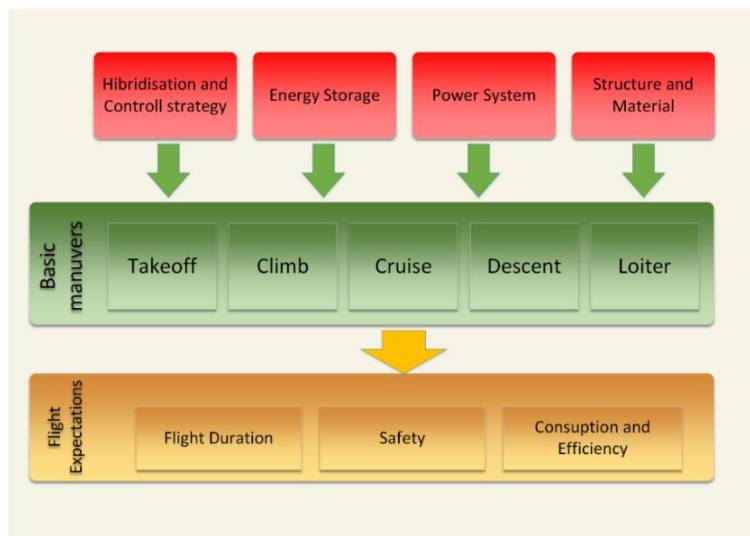 Hibridisation and
Controll strategy
Energy Storage
Power System
Structure and
Material
Basic
manuvers
Takeoff
Climb
Cruise
Descent
Loiter
Flight
Expectations
Flight Duration
Safety
Consuption and
Efficiency